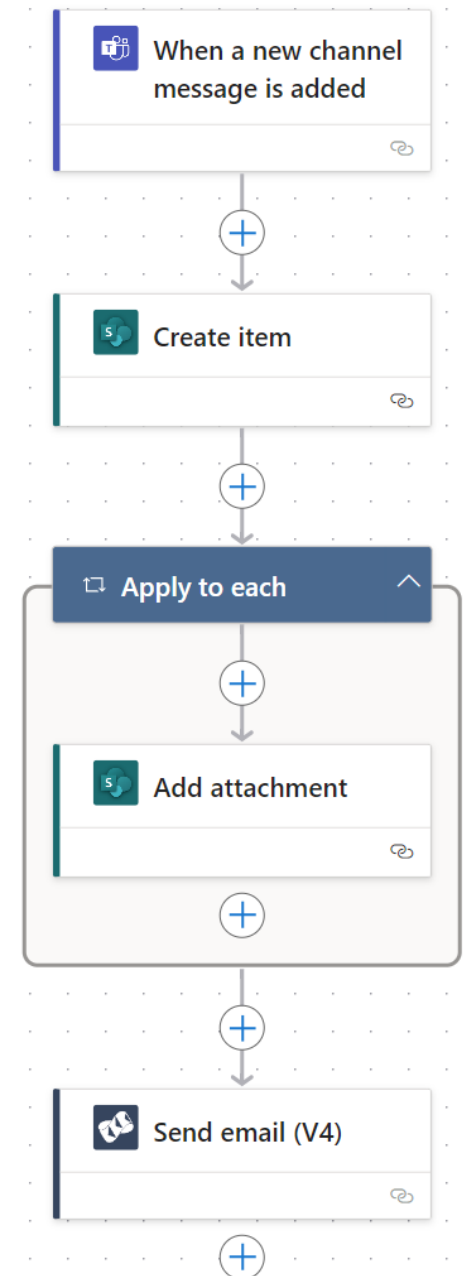 When a new channel
message is added
Create item
Apply to each
Add attachment
Send email (V4)